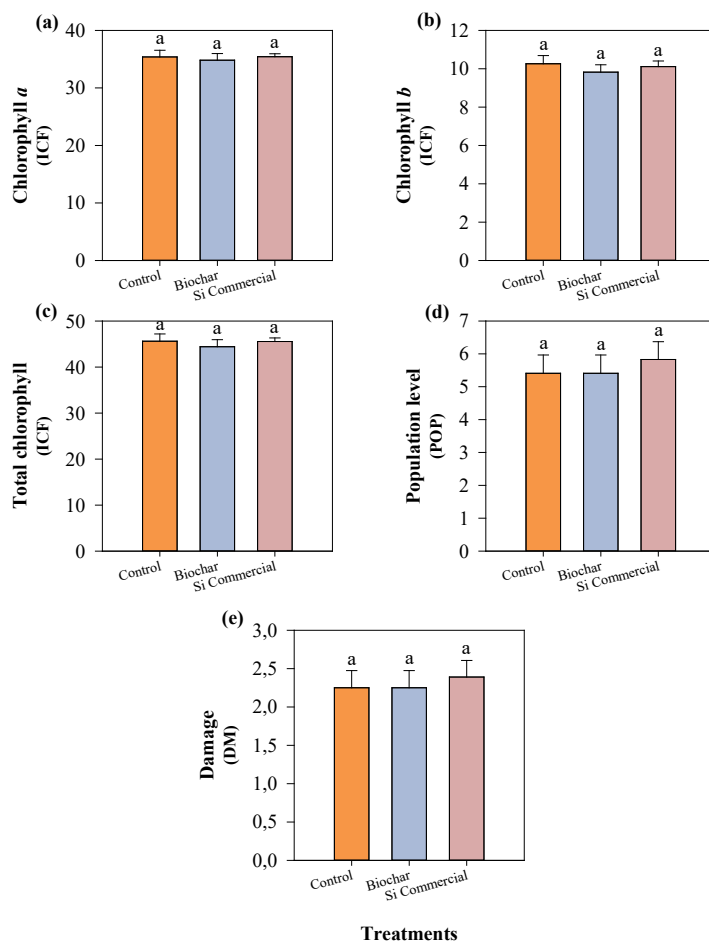 (a)
a
a
a
40
30
20
10
0
Chlorophyll a
(ICF)
Control
Biochar
Si Commercial
(b)
a
a
a
12
10
8
6
4
2
0
Chlorophyll b
(ICF)
Control
Biochar
Si Commercial
(c)
a
a
a
50
40
30
20
10
0
Total chlorophyll
(ICF)
Control
Biochar
Si Commercial
(d)
a
a
a
7
6
5
4
3
2
1
0
Population level
(POP)
Control
Biochar
Si Commercial
(e)
a
a
a
3,0
2,5
2,0
1,5
1,0
0,5
0,0
Damage
(DM)
Control
Biochar
Si Commercial
Treatments